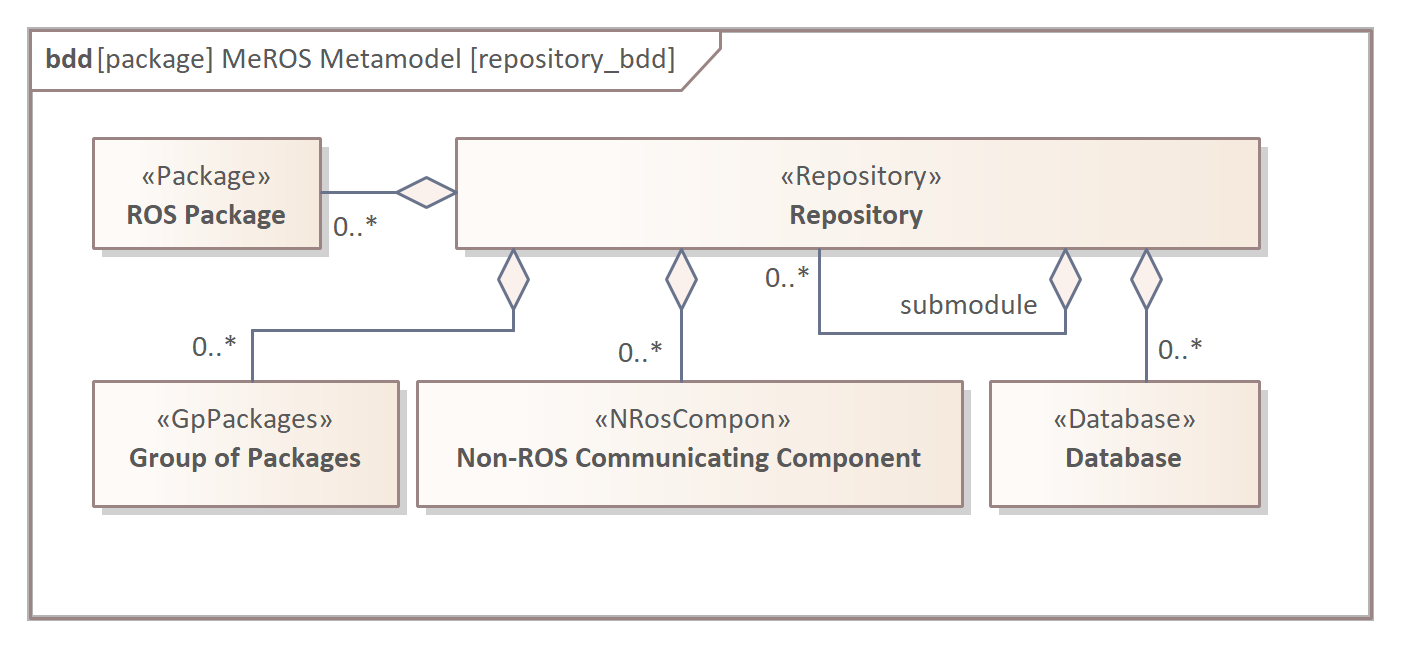 bdd [package] MeROS Metamodel [repository_bdd]
«Package»
ROS Package
0..*
«Repository»
Repository
0..*
submodule
0..*
0..*
0..*
«GpPackages»
Group of Packages
«NRosCompon»
Non-ROS Communicating Component
«Database»
Database